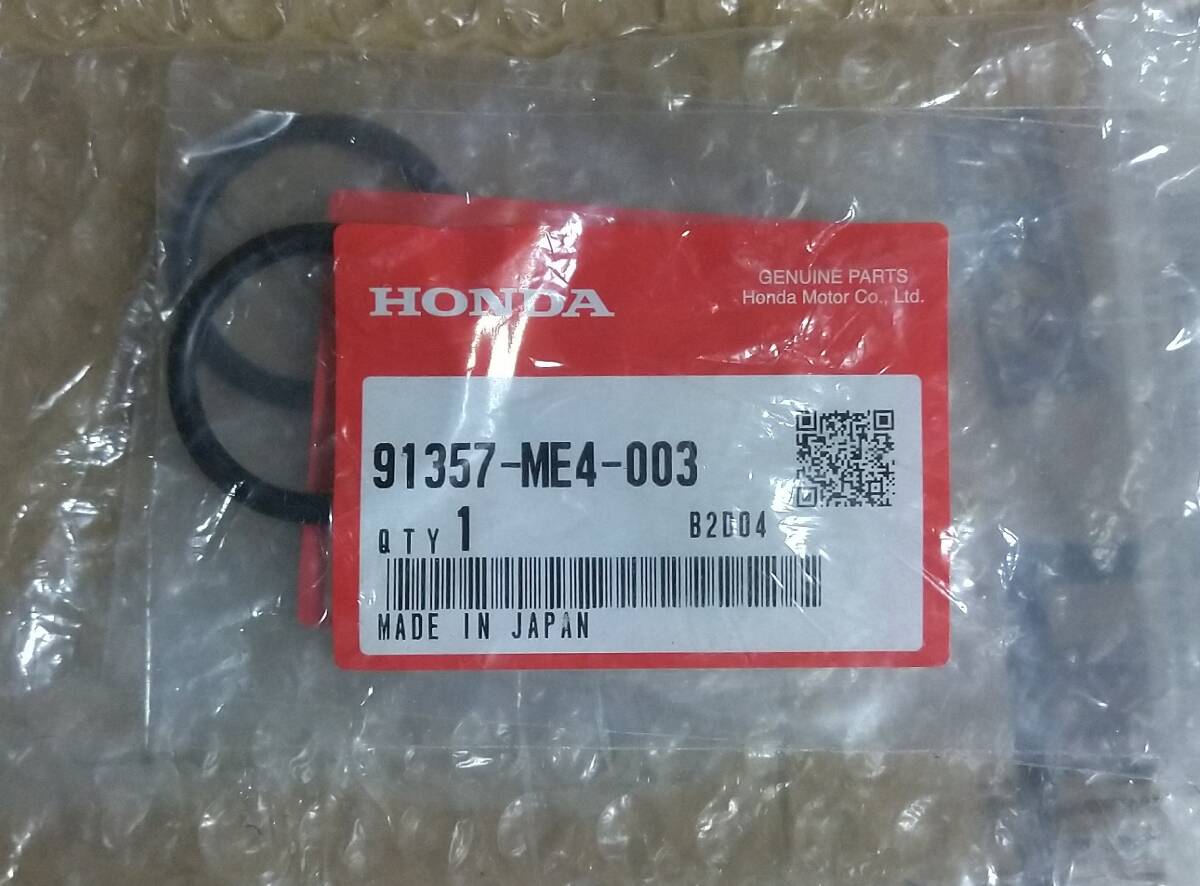 HONDA
GENUINE PARTS
Honda Motor Co., Ltd.
91357-ME4-003
QTY 1
B2D04
MADE IN JAPAN